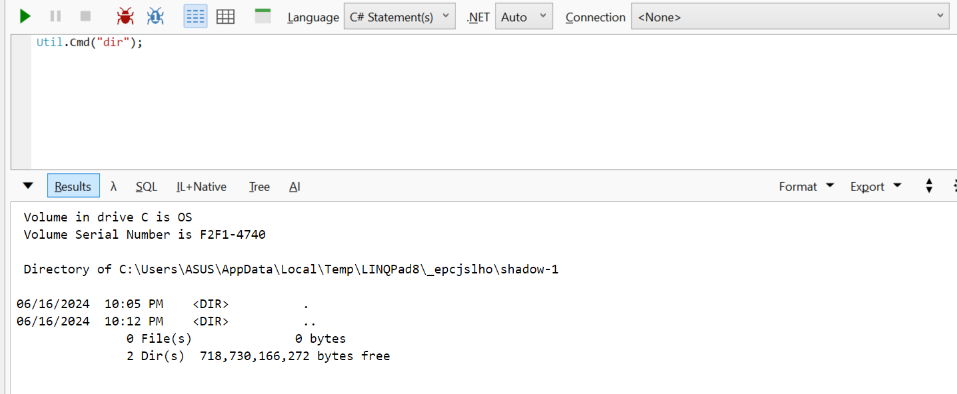 Language C# Statement(s) .NET Auto Connection <None>
Util.Cmd("dir");
Results λ SQL IL+Native Tree AI Format Export
Volume in drive C is OS
Volume Serial Number is F2F1-4740
Directory of C:\Users\ASUS\AppData\Local\Temp\LINQPad8\_epcjslho\shadow-1
06/16/2024 10:05 PM <DIR> .
06/16/2024 10:12 PM <DIR> ..
0 File(s) 0 bytes
2 Dir(s) 718,730,166,272 bytes free